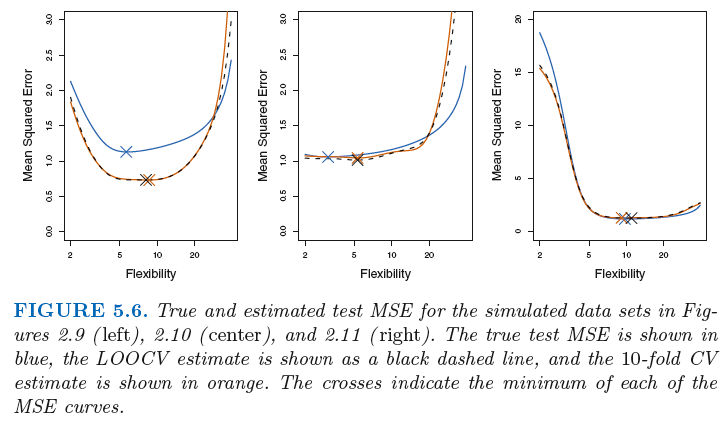 3.0
2.5
2.0
1.5
1.0
0.5
0.0
Mean Squared Error
2 5 10 20
Flexibility
3.0
2.5
2.0
1.5
1.0
0.5
0.0
Mean Squared Error
2 5 10 20
Flexibility
20
15
10
5
0
Mean Squared Error
2 5 10 20
Flexibility
FIGURE 5.6. True and estimated test MSE for the simulated data sets in Fig-
ures 2.9 (left), 2.10 (center), and 2.11 (right). The true test MSE is shown in
blue, the LOOCV estimate is shown as a black dashed line, and the 10-fold CV
estimate is shown in orange. The crosses indicate the minimum of each of the
MSE curves.